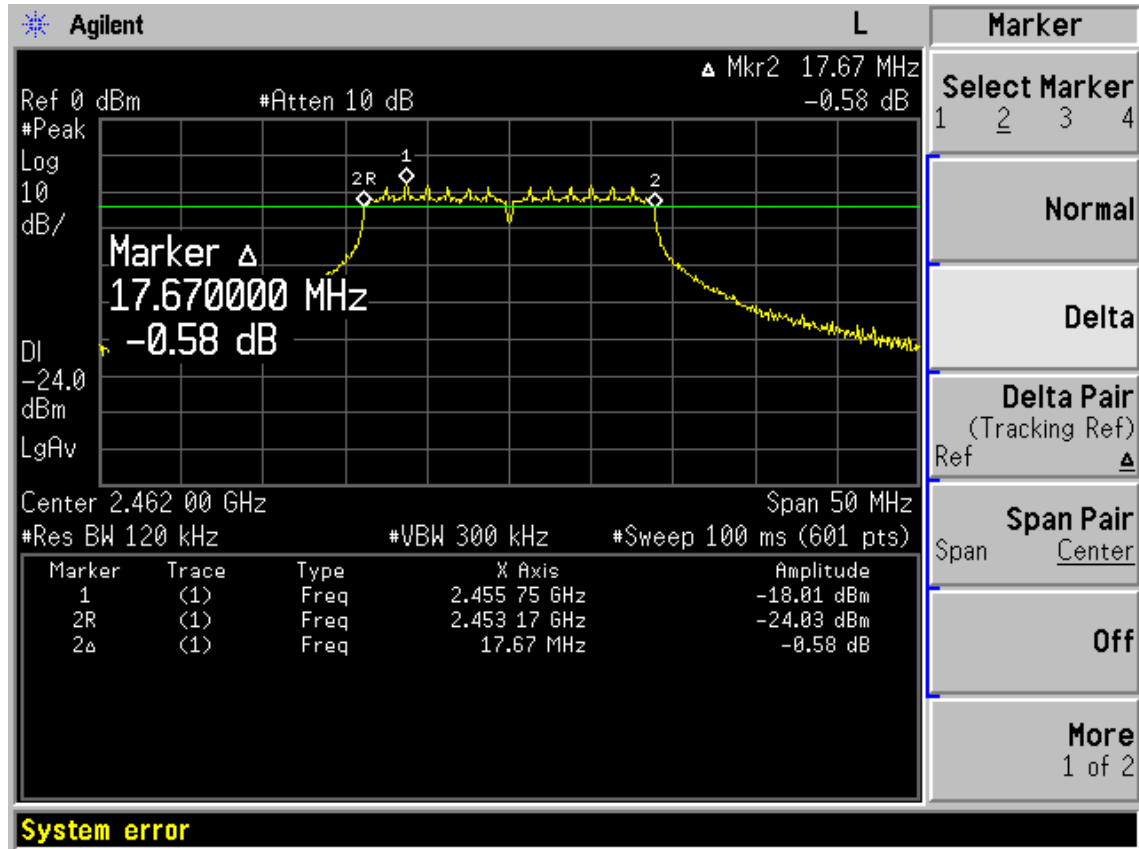 Agilent L
Δ Mkr2 17.67 MHz
Ref 0 dBm #Atten 10 dB -0.58 dB
#Peak
Log
10
dB/
1
2R
2
Marker Δ
17.670000 MHz
-0.58 dB
DI
-24.0
dBm
LgAv
Center 2.462 00 GHz Span 50 MHz
#Res BW 120 kHz #VBW 300 kHz #Sweep 100 ms (601 pts)
Marker Trace Type X Axis Amplitude
1 (1) Freq 2.455 75 GHz -18.01 dBm
2R (1) Freq 2.453 17 GHz -24.03 dBm
2Δ (1) Freq 17.67 MHz -0.58 dB
Marker
Select Marker
1 2 3 4
Normal
Delta
Delta Pair
(Tracking Ref)
Ref Δ
Span Pair
Span Center
Off
More
1 of 2
System error